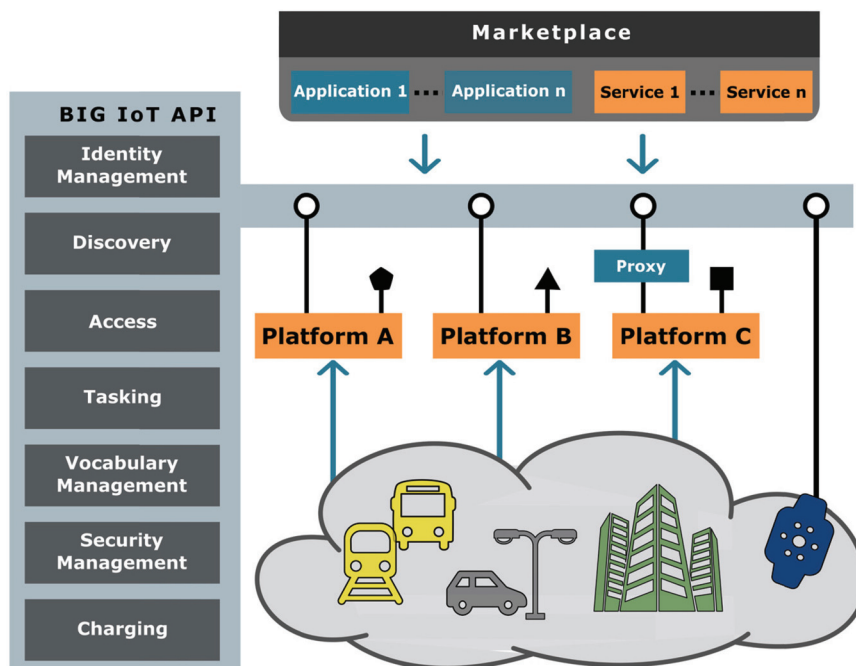 Marketplace
Application 1 ... Application n Service 1 ... Service n
BIG IoT API
Identity
Management
Discovery
Access
Tasking
Vocabulary
Management
Security
Management
Charging
Proxy
Platform A Platform B Platform C